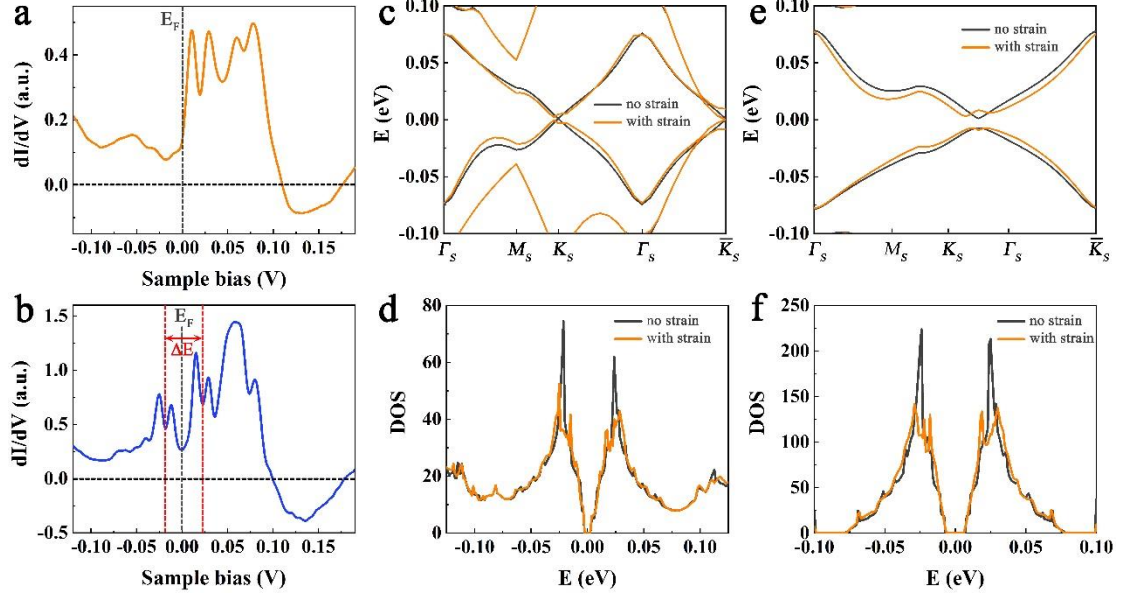 a
E_F
dI/dV (a.u.)
0.4
0.2
0.0
-0.10 -0.05 0.00 0.05 0.10 0.15
Sample bias (V)
c
E (eV)
0.10
0.05
0.00
-0.05
-0.10
no strain
with strain
Γ_S M_S K_S Γ_S K̅_S
e
E (eV)
0.10
0.05
0.00
-0.05
-0.10
no strain
with strain
Γ_S M_S K_S Γ_S K̅_S
b
E_F
ΔE
dI/dV (a.u.)
1.5
1.0
0.5
0.0
-0.5
-0.10 -0.05 0.00 0.05 0.10 0.15
Sample bias (V)
d
DOS
80
60
40
20
0
no strain
with strain
-0.10 -0.05 0.00 0.05 0.10
E (eV)
f
DOS
250
200
150
100
50
0
no strain
with strain
-0.10 -0.05 0.00 0.05 0.10
E (eV)